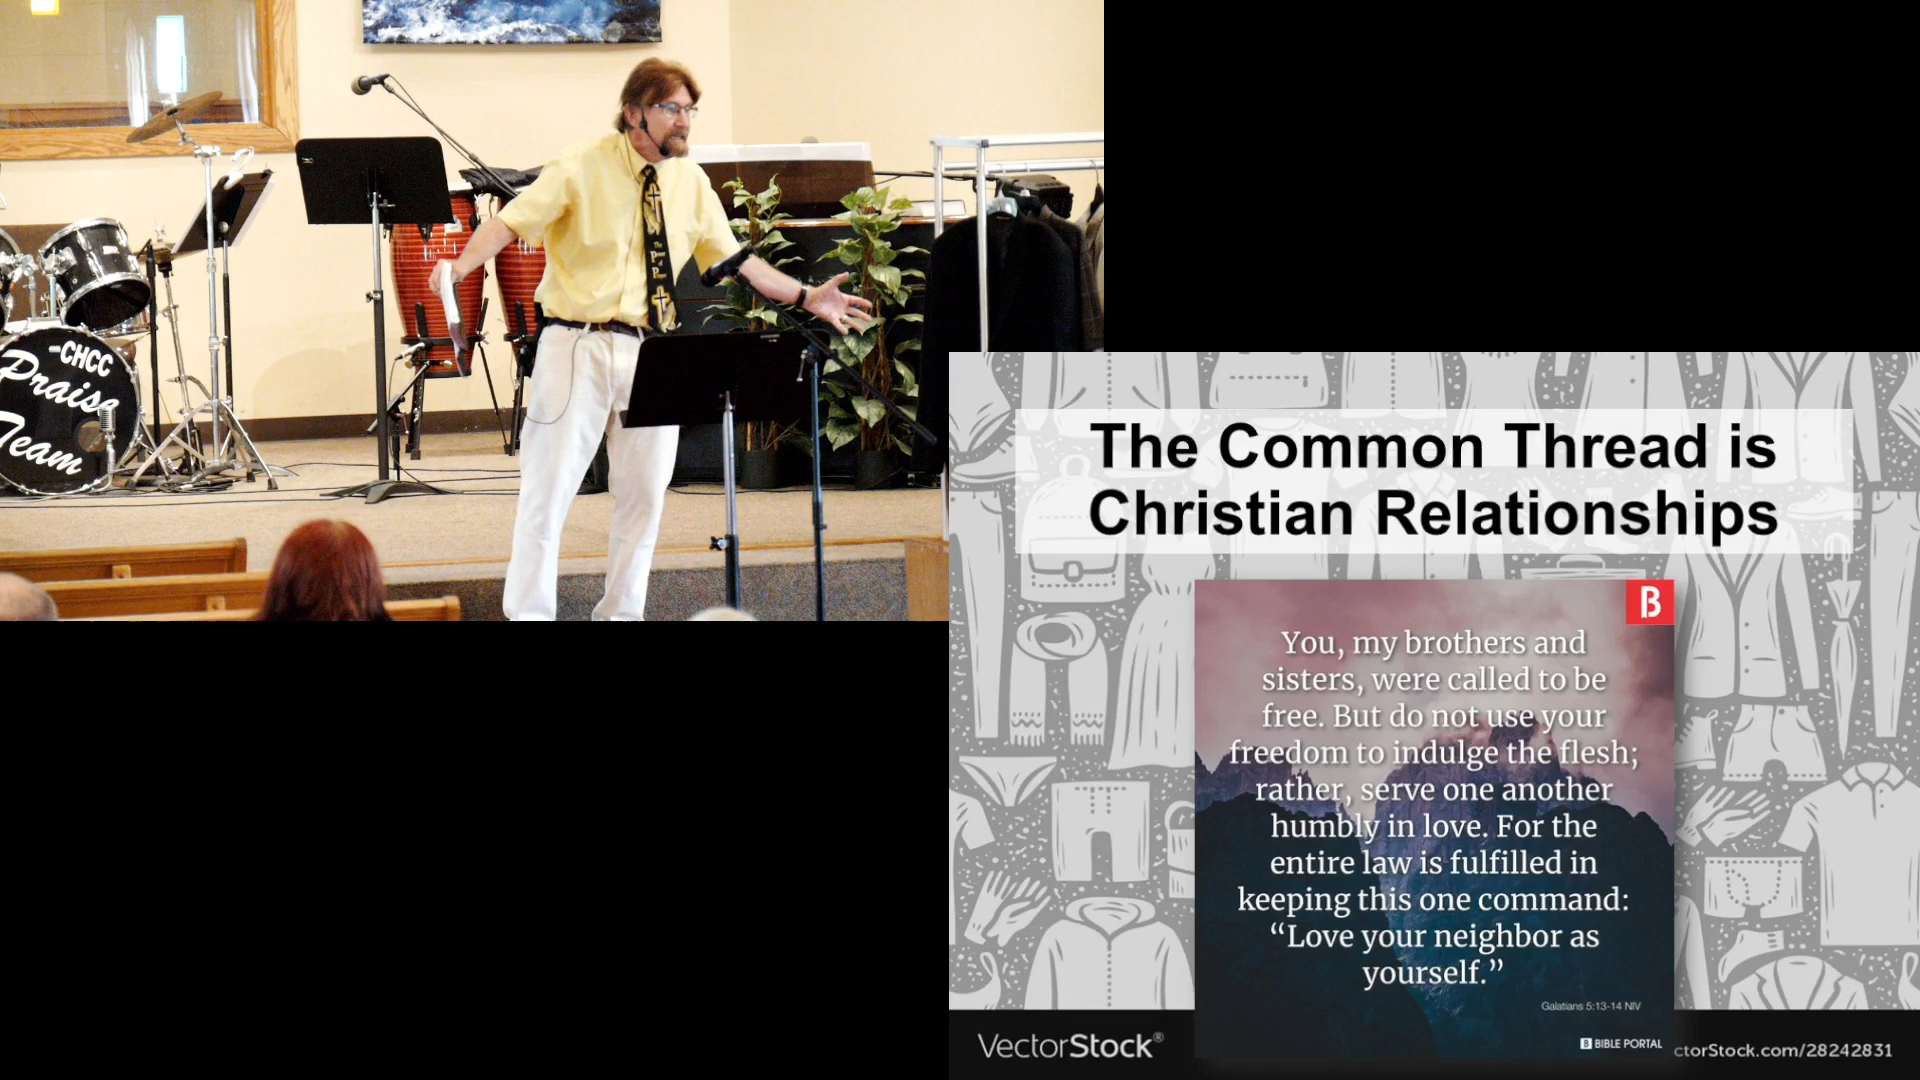 CHCC
Praise
Team
The
P
of
P
The Common Thread is
Christian Relationships
B
You, my brothers and
sisters, were called to be
free. But do not use your
freedom to indulge the flesh;
rather, serve one another
humbly in love. For the
entire law is fulfilled in
keeping this one command:
“Love your neighbor as
yourself.”
Galatians 5:13-14 NIV
B BIBLE PORTAL
VectorStock®
ctorStock.com/28242831